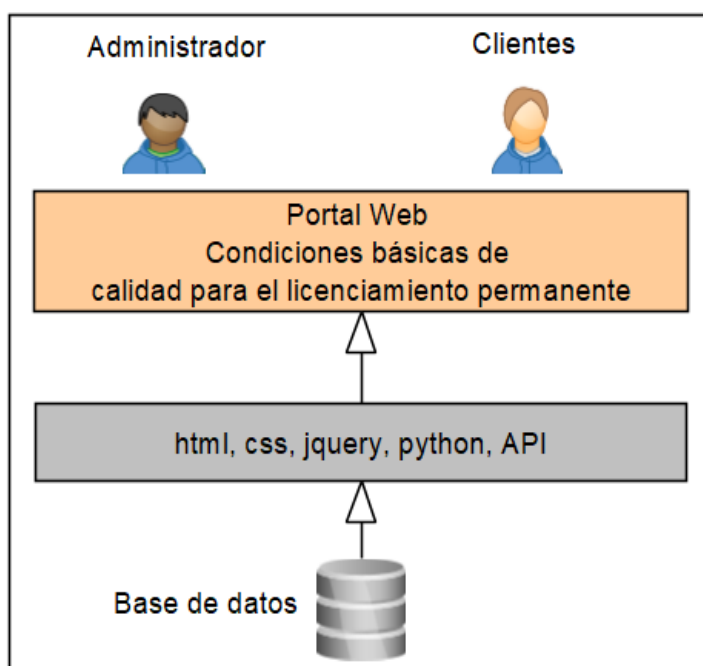 Administrador
Clientes
Portal Web
Condiciones básicas de
calidad para el licenciamiento permanente
html, css, jquery, python, API
Base de datos